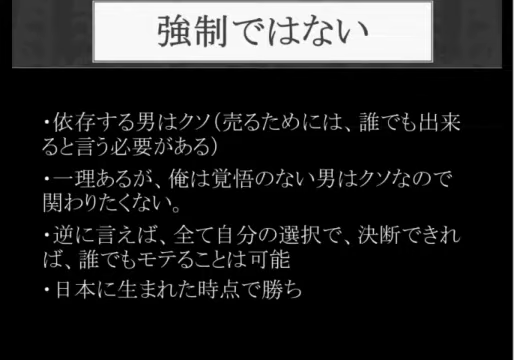 強制ではない
・依存する男はクソ（売るためには、誰でも出来
ると言う必要がある）
・一理あるが、俺は覚悟のない男はクソなので
関わりたくない。
・逆に言えば、全て自分の選択で、決断できれ
ば、誰でもモテることは可能
・日本に生まれた時点で勝ち